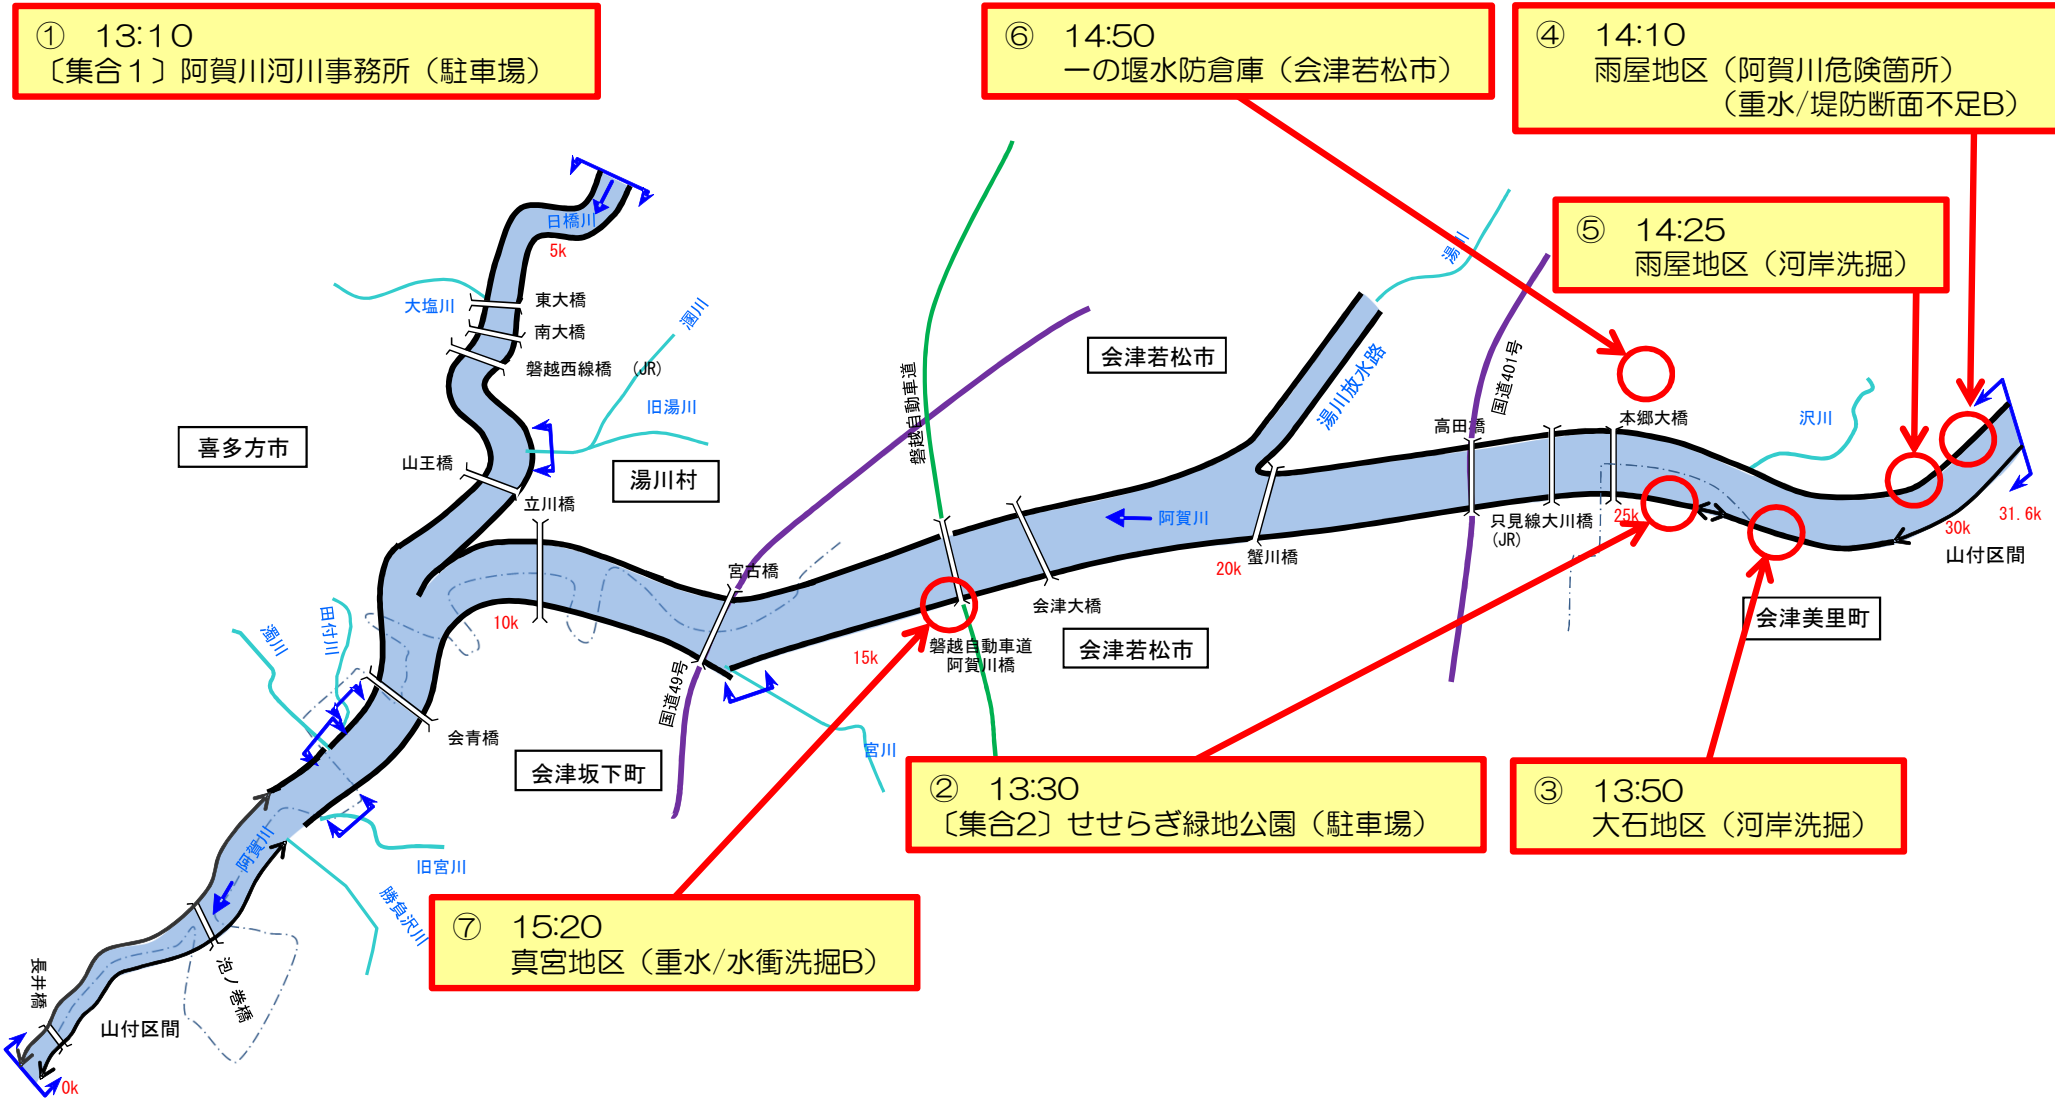 ① 13:10
〔集合１〕阿賀川河川事務所（駐車場）
⑥ 14:50
一の堰水防倉庫（会津若松市）
④ 14:10
雨屋地区（阿賀川危険箇所）
（重水/堤防断面不足B）
⑤ 14:25
雨屋地区（河岸洗掘）
日橋川
5k
大塩川
東大橋
南大橋
磐越西線橋 (JR)
溷川
旧湯川
喜多方市
山王橋
湯川村
立川橋
磐越自動車道
会津若松市
湯川
湯川放水路
国道401号
高田橋
本郷大橋
沢川
阿賀川
只見線大川橋
(JR)
25k
30k
31.6k
山付区間
宮古橋
20k
蟹川橋
会津大橋
会津美里町
田付川
濁川
10k
15k
磐越自動車道
阿賀川橋
会津若松市
国道49号
会青橋
会津坂下町
宮川
② 13:30
〔集合2〕せせらぎ緑地公園（駐車場）
③ 13:50
大石地区（河岸洗掘）
阿賀川
旧宮川
勝負沢川
⑦ 15:20
真宮地区（重水/水衝洗掘B）
長井橋
泡ノ巻橋
山付区間
0k